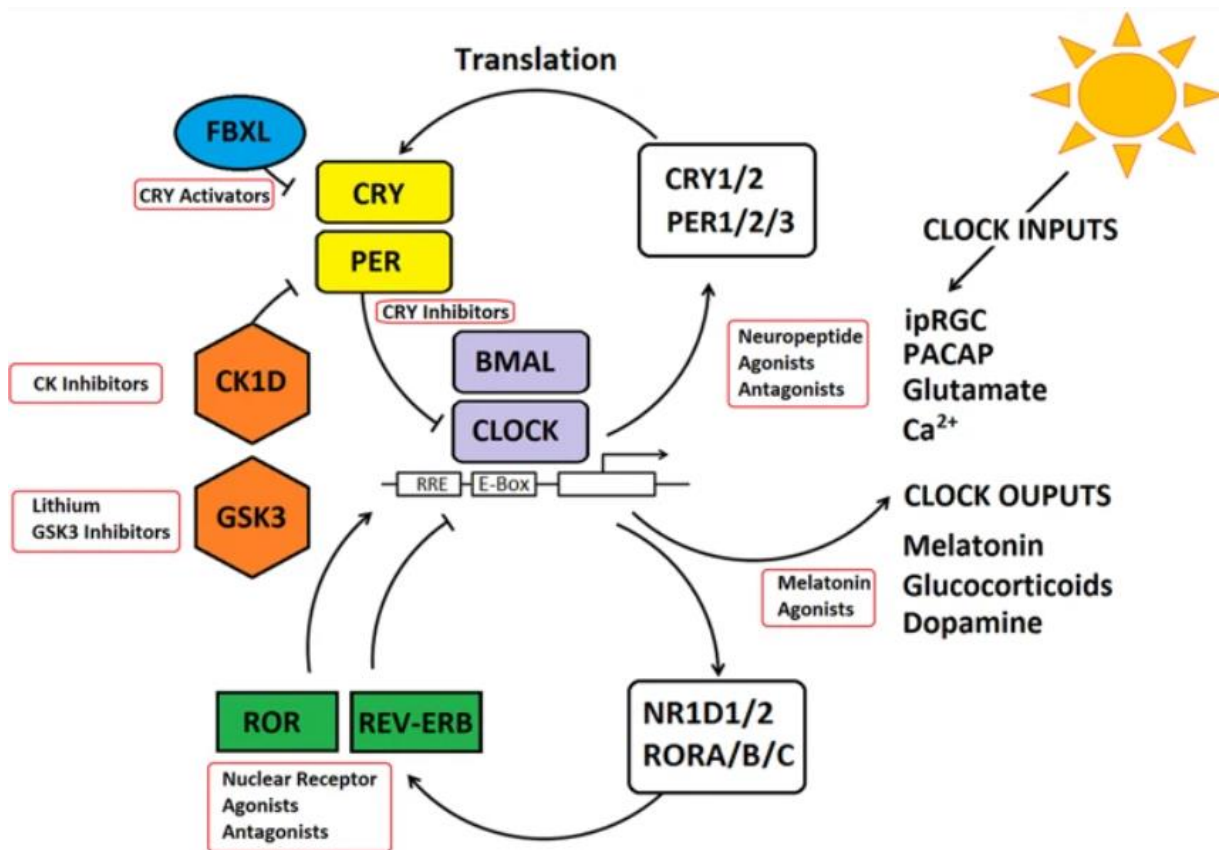 Translation
FBXL
CRY Activators
CRY
PER
CRY1/2
PER1/2/3
CLOCK INPUTS
CRY Inhibitors
ipRGC
PACAP
Glutamate
Ca²⁺
Neuropeptide
Agonists
Antagonists
BMAL
CLOCK
CK Inhibitors
CK1D
RRE
E-Box
Lithium
GSK3 Inhibitors
GSK3
CLOCK OUPUTS
Melatonin
Glucocorticoids
Dopamine
Melatonin
Agonists
ROR
REV-ERB
NR1D1/2
RORA/B/C
Nuclear Receptor
Agonists
Antagonists